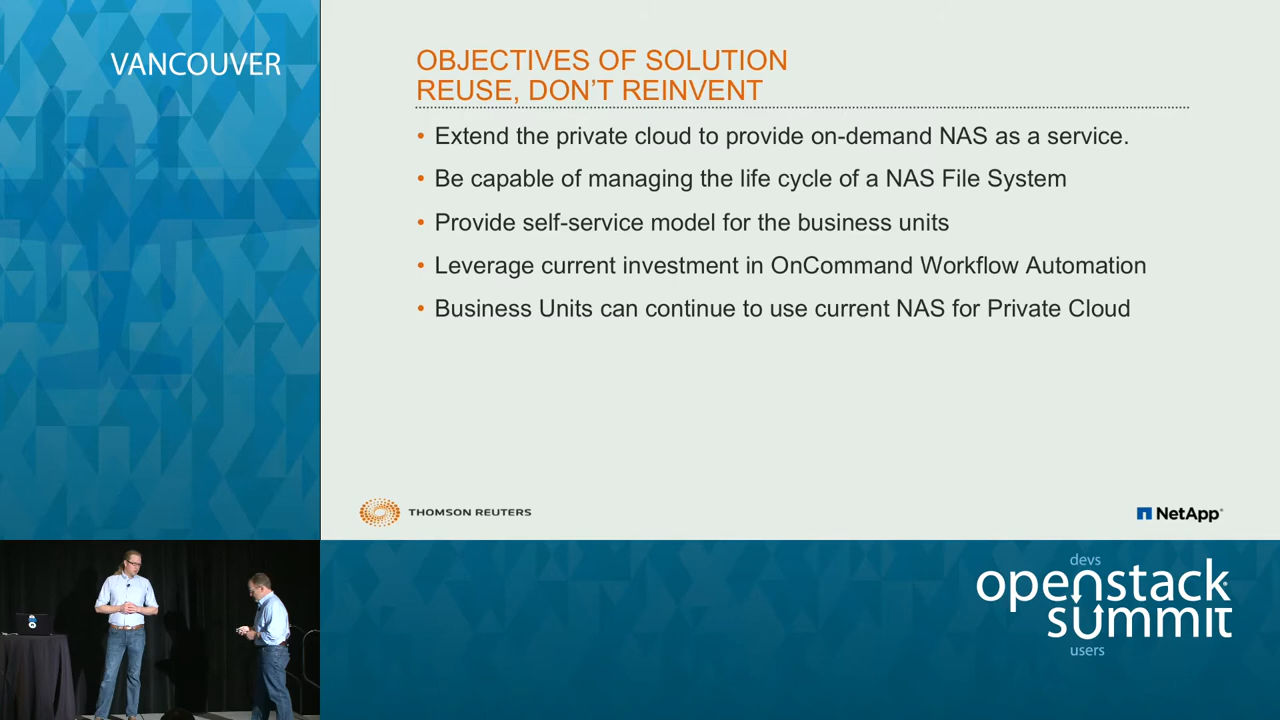 VANCOUVER
OBJECTIVES OF SOLUTION
REUSE, DON'T REINVENT
• Extend the private cloud to provide on-demand NAS as a service.
• Be capable of managing the life cycle of a NAS File System
• Provide self-service model for the business units
• Leverage current investment in OnCommand Workflow Automation
• Business Units can continue to use current NAS for Private Cloud
THOMSON REUTERS
NetApp®
devs
openstack®
summit
users